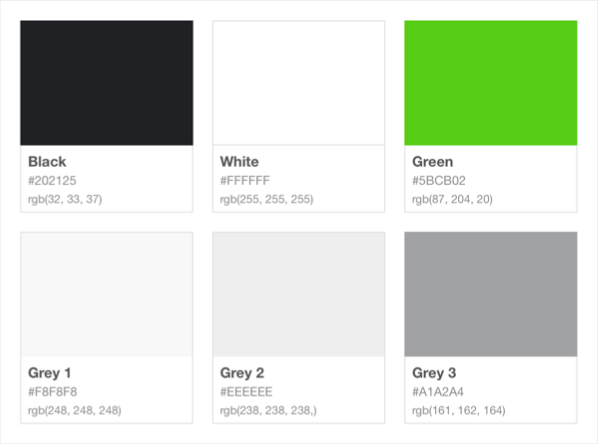 Black
#202125
rgb(32, 33, 37)
White
#FFFFFF
rgb(255, 255, 255)
Green
#5BCB02
rgb(87, 204, 20)
Grey 1
#F8F8F8
rgb(248, 248, 248)
Grey 2
#EEEEEE
rgb(238, 238, 238,)
Grey 3
#A1A2A4
rgb(161, 162, 164)